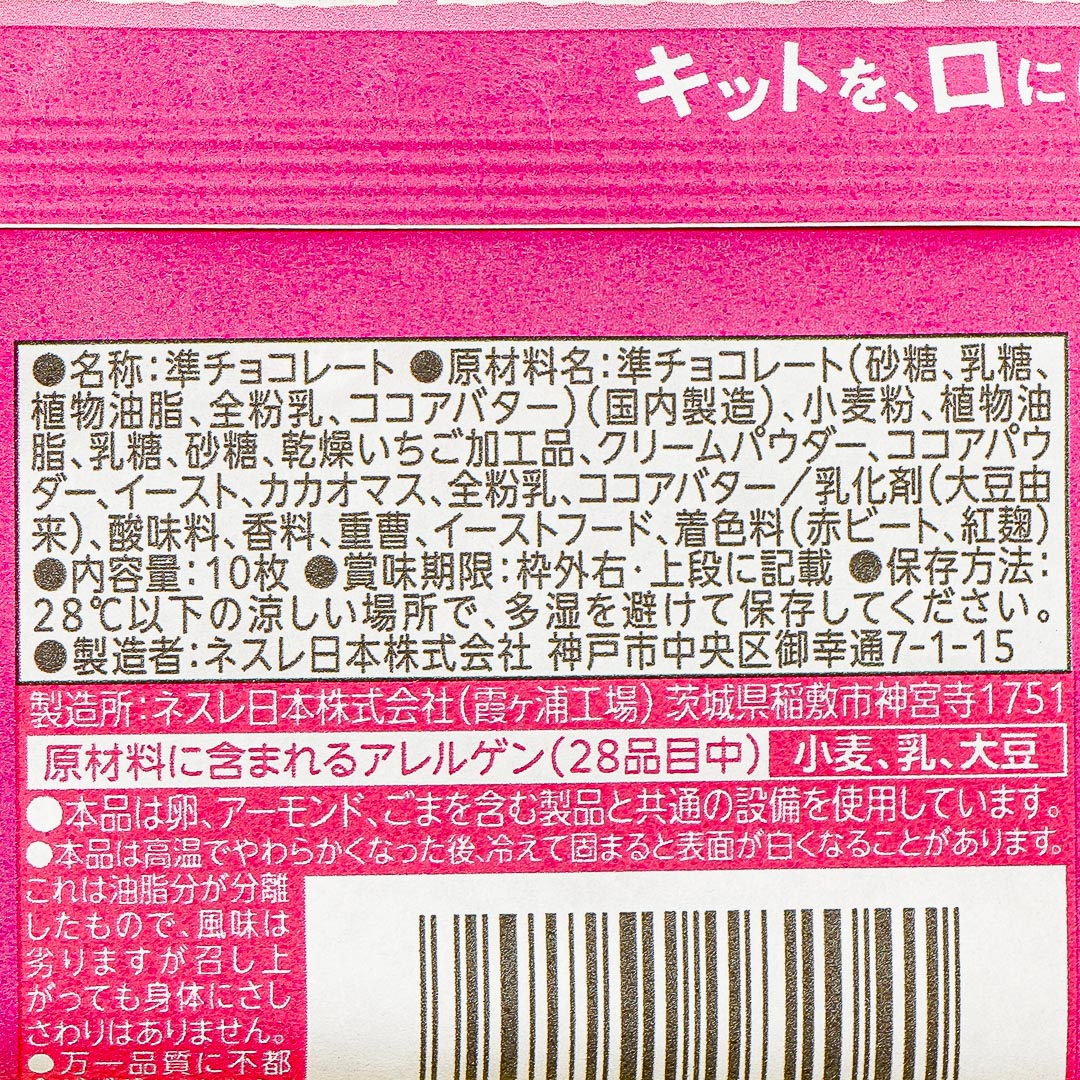 キットを、口に
●名称：準チョコレート ●原材料名：準チョコレート（砂糖、乳糖、
植物油脂、全粉乳、ココアバター）（国内製造）、小麦粉、植物油
脂、乳糖、砂糖、乾燥いちご加工品、クリームパウダー、ココアパウ
ダー、イースト、カカオマス、全粉乳、ココアバター／乳化剤（大豆由
来）、酸味料、香料、重曹、イーストフード、着色料（赤ビート、紅麹）
●内容量：10枚 ●賞味期限：枠外右・上段に記載 ●保存方法：
28℃以下の涼しい場所で、多湿を避けて保存してください。
●製造者：ネスレ日本株式会社 神戸市中央区御幸通7-1-15
製造所：ネスレ日本株式会社（霞ヶ浦工場）茨城県稲敷市神宮寺1751
原材料に含まれるアレルゲン（28品目中） 小麦、乳、大豆
●本品は卵、アーモンド、ごまを含む製品と共通の設備を使用しています。
●本品は高温でやわらかくなった後、冷えて固まると表面が白くなることがあります。
これは油脂分が分離
したもので、風味は
劣りますが召し上
がっても身体にさし
さわりはありません。
●万一品質に不都